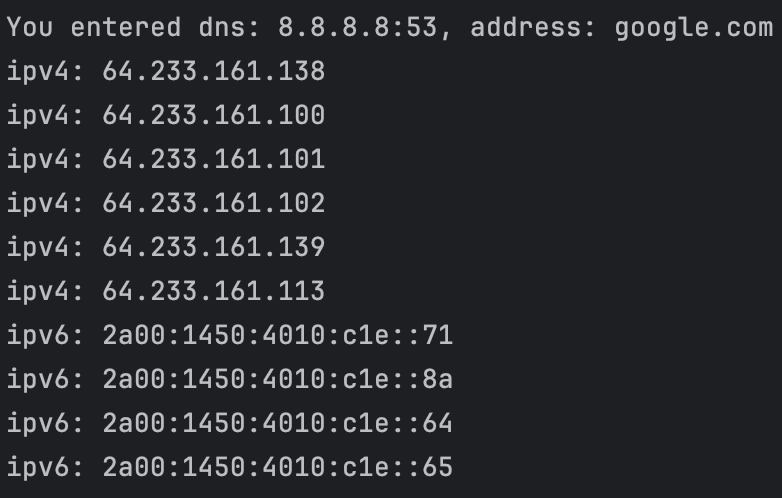 You entered dns: 8.8.8.8:53, address: google.com
ipv4: 64.233.161.138
ipv4: 64.233.161.100
ipv4: 64.233.161.101
ipv4: 64.233.161.102
ipv4: 64.233.161.139
ipv4: 64.233.161.113
ipv6: 2a00:1450:4010:c1e::71
ipv6: 2a00:1450:4010:c1e::8a
ipv6: 2a00:1450:4010:c1e::64
ipv6: 2a00:1450:4010:c1e::65